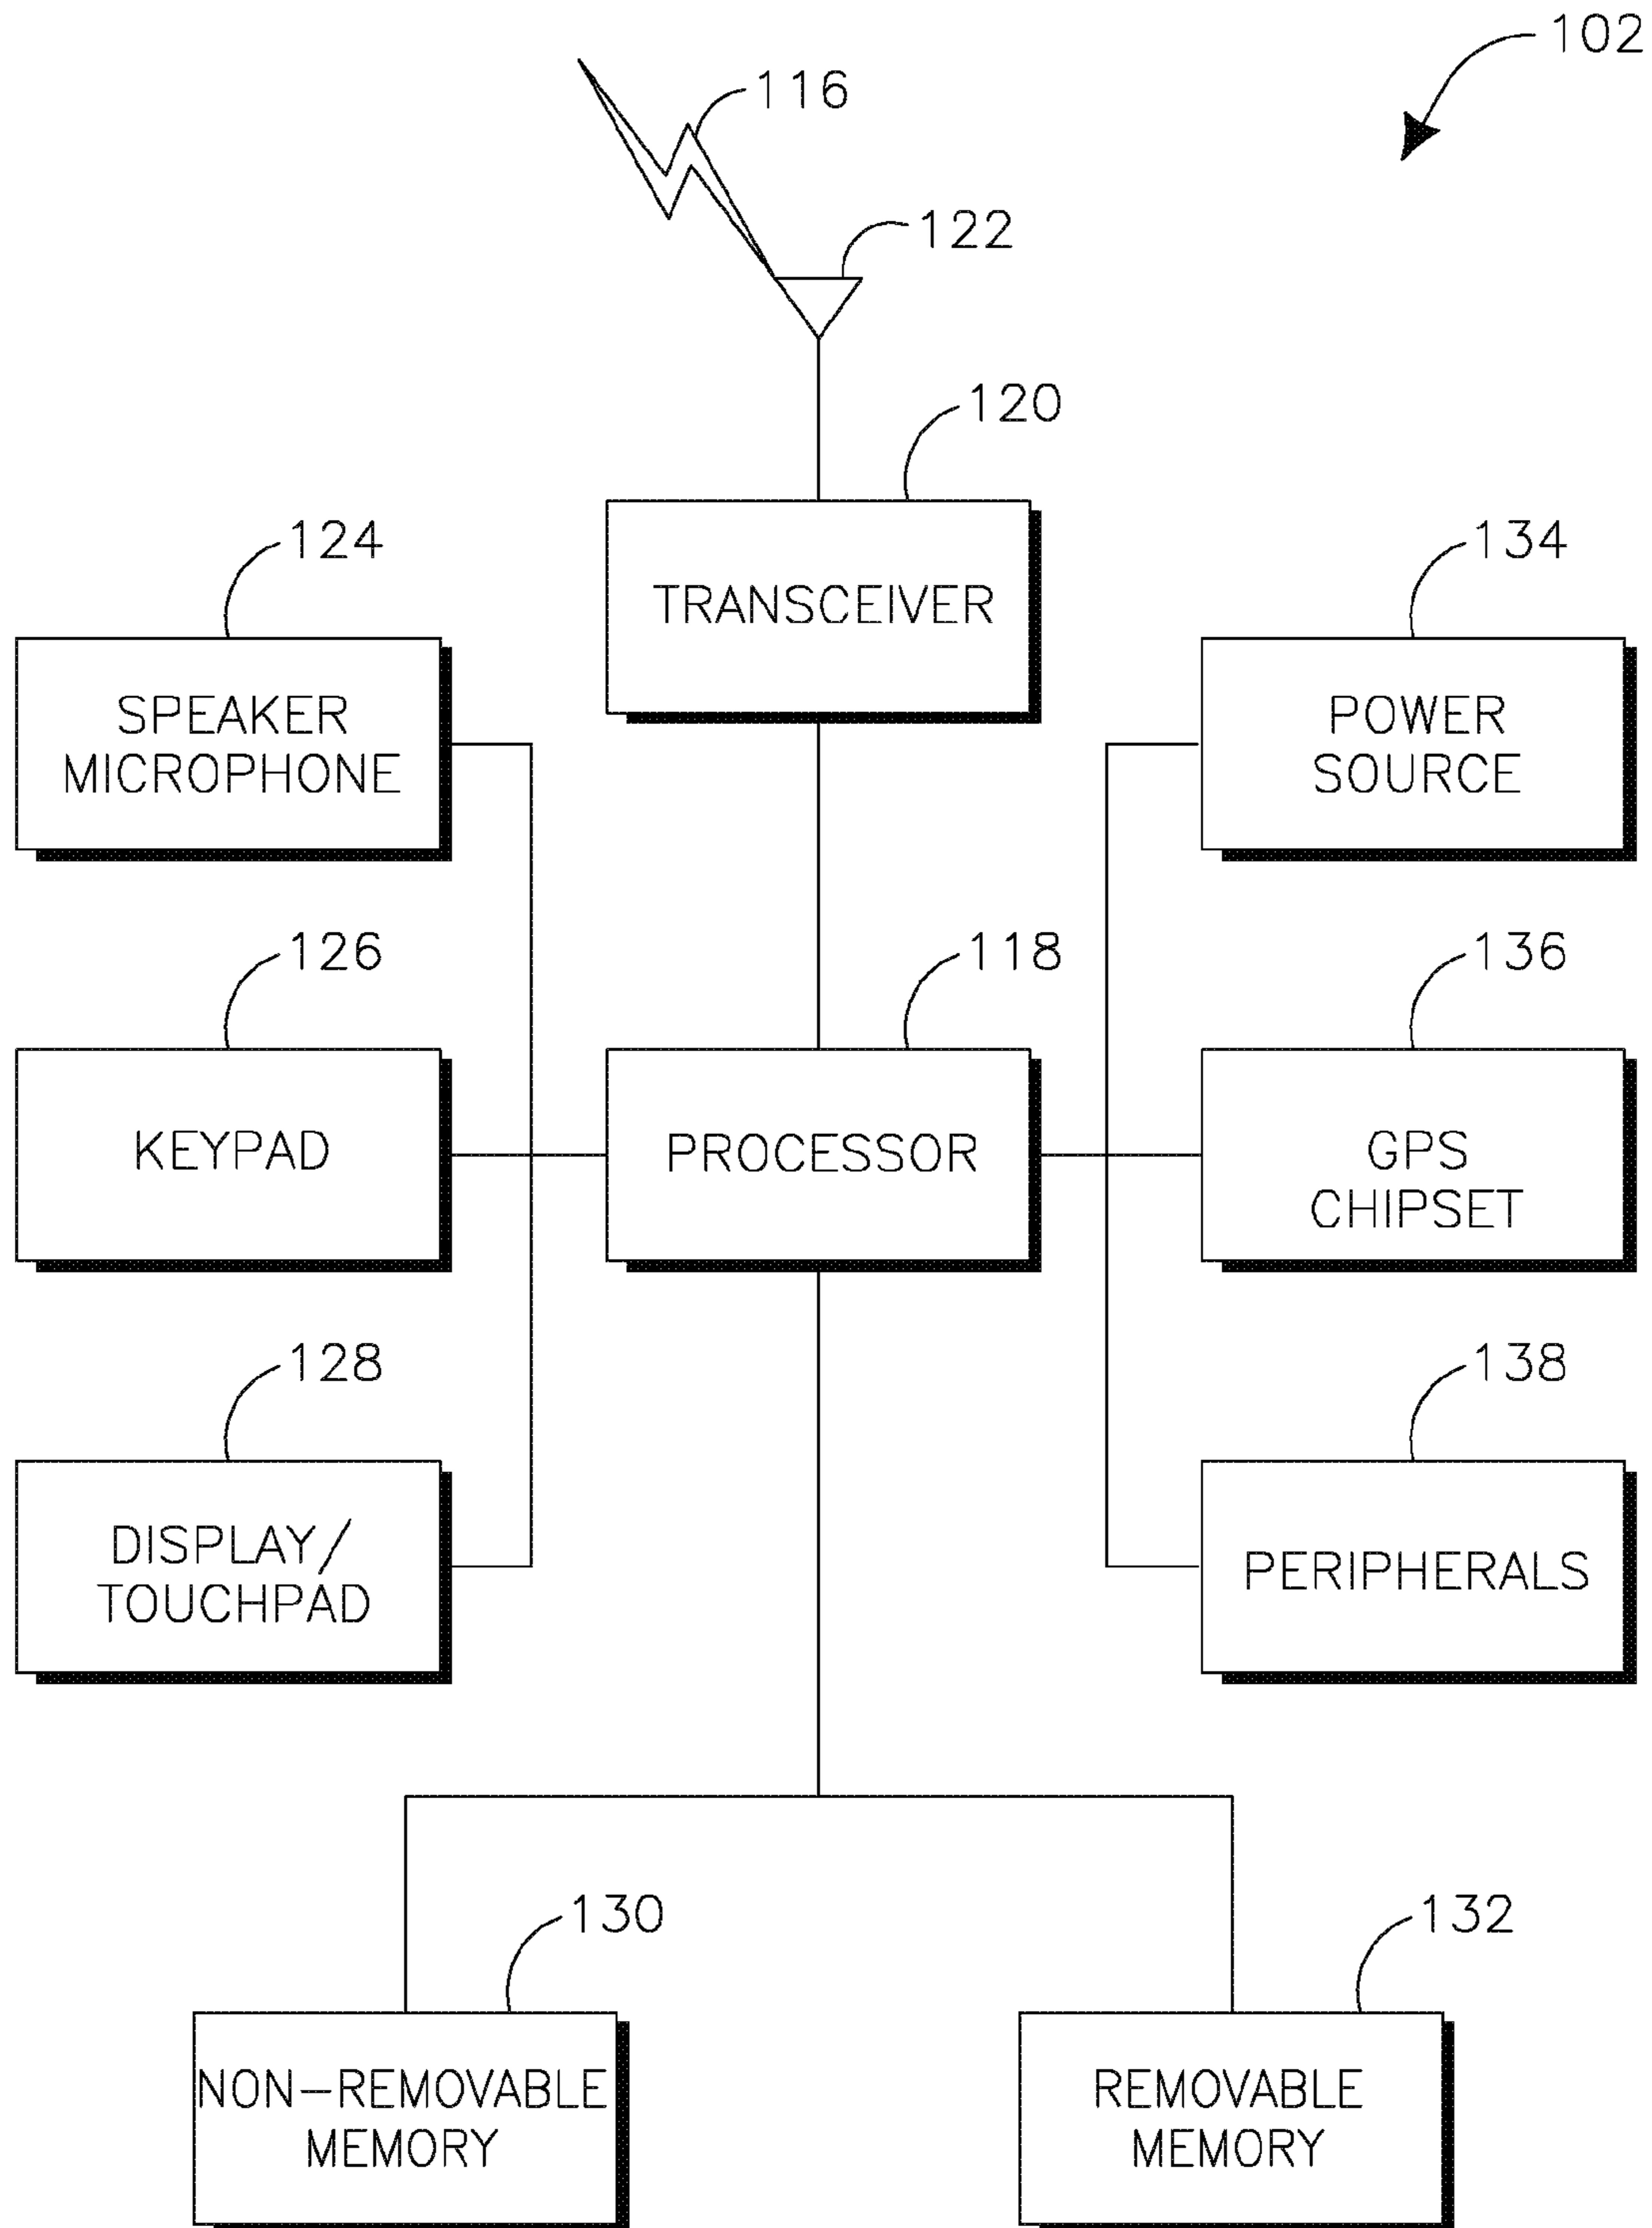 102
116
122
120
TRANSCEIVER
124
SPEAKER
MICROPHONE
134
POWER
SOURCE
126
KEYPAD
118
PROCESSOR
136
GPS
CHIPSET
128
DISPLAY/
TOUCHPAD
138
PERIPHERALS
130
NON-REMOVABLE
MEMORY
132
REMOVABLE
MEMORY